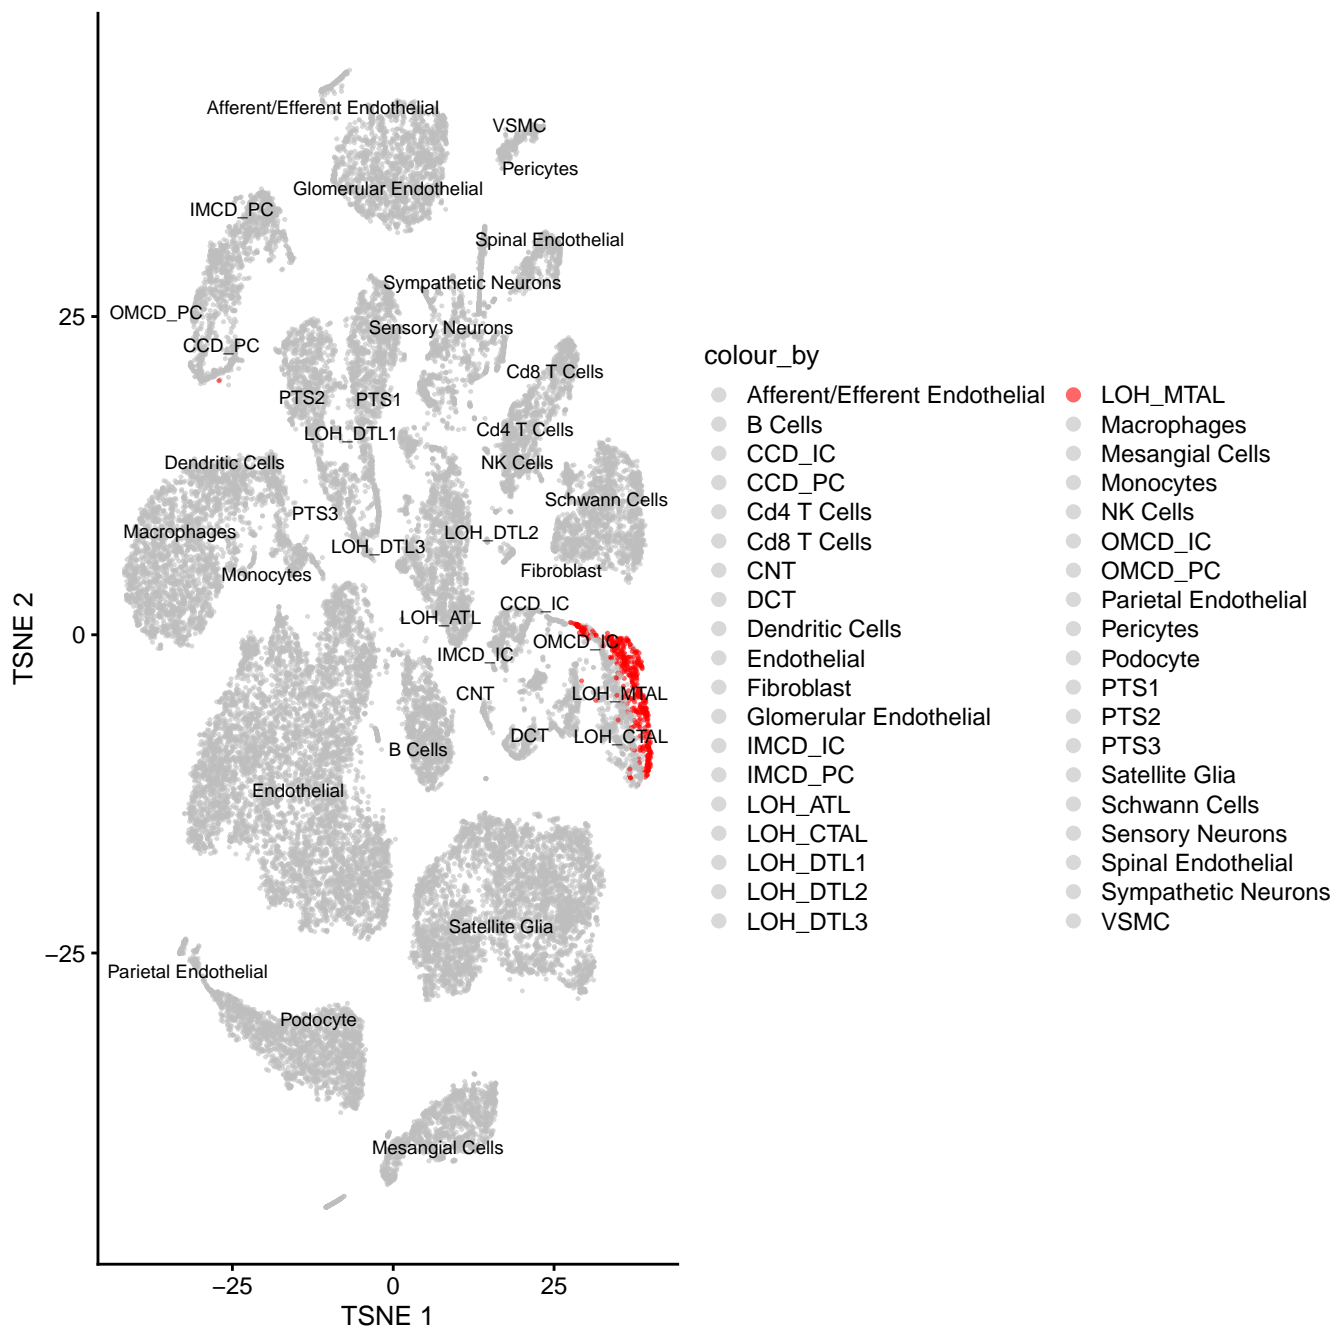 Afferent/Efferent Endothelial
VSMC
Pericytes
Glomerular Endothelial
IMCD_PC
Spinal Endothelial
Sympathetic Neurons
OMCD_PC
Sensory Neurons
CCD_PC
Cd8 T Cells
PTS2
PTS1
LOH_DTL1
Cd4 T Cells
Dendritic Cells
NK Cells
Schwann Cells
PTS3
Macrophages
LOH_DTL2
LOH_DTL3
Monocytes
Fibroblast
CCD_IC
LOH_ATL
OMCD_IC
IMCD_IC
CNT
LOH_MTAL
DCT
LOH_CTAL
B Cells
Endothelial
Satellite Glia
Parietal Endothelial
Podocyte
Mesangial Cells
25
0
−25
TSNE 2
−25
0
25
TSNE 1
colour_by
Afferent/Efferent Endothelial
B Cells
CCD_IC
CCD_PC
Cd4 T Cells
Cd8 T Cells
CNT
DCT
Dendritic Cells
Endothelial
Fibroblast
Glomerular Endothelial
IMCD_IC
IMCD_PC
LOH_ATL
LOH_CTAL
LOH_DTL1
LOH_DTL2
LOH_DTL3
LOH_MTAL
Macrophages
Mesangial Cells
Monocytes
NK Cells
OMCD_IC
OMCD_PC
Parietal Endothelial
Pericytes
Podocyte
PTS1
PTS2
PTS3
Satellite Glia
Schwann Cells
Sensory Neurons
Spinal Endothelial
Sympathetic Neurons
VSMC